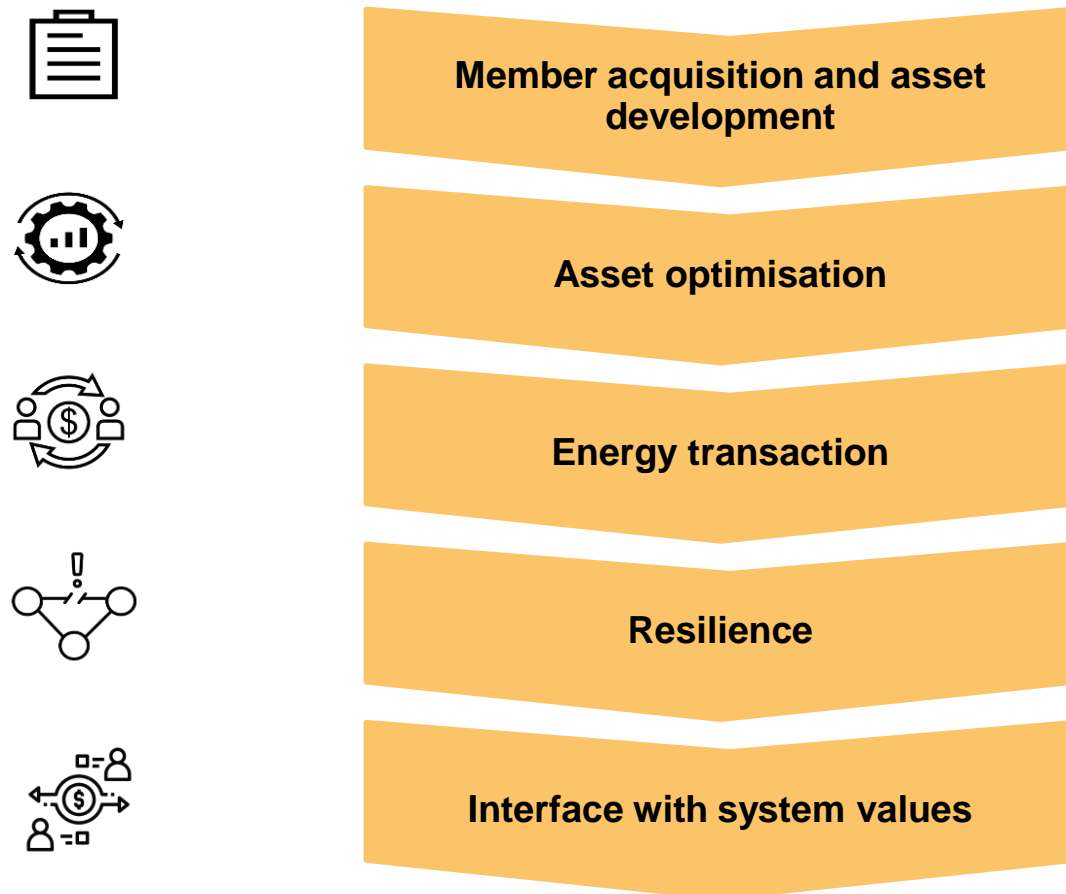 Member acquisition and asset
development
Asset optimisation
$
Energy transaction
Resilience
$
Interface with system values